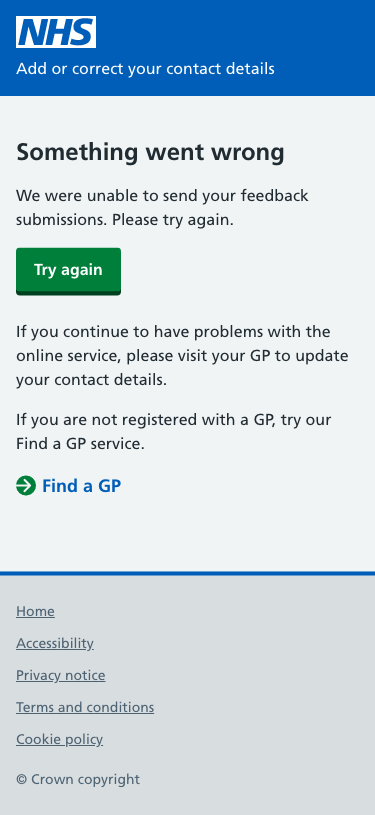 NHS
Add or correct your contact details
Something went wrong
We were unable to send your feedback
submissions. Please try again.
Try again
If you continue to have problems with the
online service, please visit your GP to update
your contact details.
If you are not registered with a GP, try our
Find a GP service.
Find a GP
Home
Accessibility
Privacy notice
Terms and conditions
Cookie policy
© Crown copyright